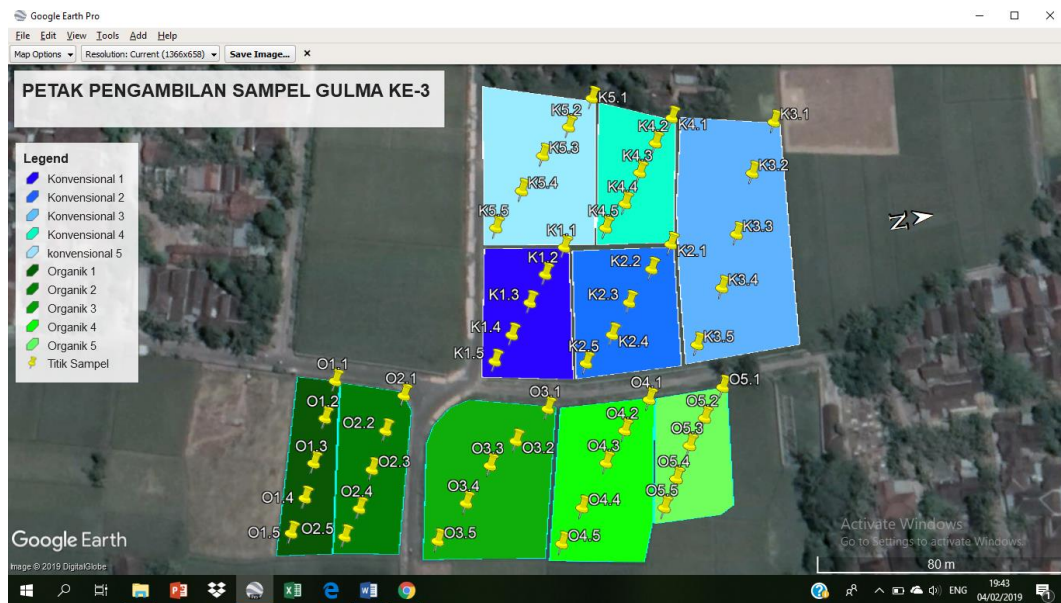 Google Earth Pro
File Edit View Tools Add Help
Map Options Resolution: Current (1366x658) Save Image...
PETAK PENGAMBILAN SAMPEL GULMA KE-3
Legend
Konvensional 1
Konvensional 2
Konvensional 3
Konvensional 4
konvensional 5
Organik 1
Organik 2
Organik 3
Organik 4
Organik 5
Titik Sampel
K5.1
K5.2
K5.3
K5.4
K5.5
K4.1
K4.2
K4.3
K4.4
K4.5
K3.1
K3.2
K3.3
K3.4
K3.5
K1.1
K1.2
K1.3
K1.4
K1.5
K2.1
K2.2
K2.3
K2.4
K2.5
N
O1.1
O1.2
O1.3
O1.4
O1.5
O2.1
O2.2
O2.3
O2.4
O2.5
O3.1
O3.2
O3.3
O3.4
O3.5
O4.1
O4.2
O4.3
O4.4
O4.5
O5.1
O5.2
O5.3
O5.4
O5.5
Google Earth
Image © 2019 DigitalGlobe
Activate Windows
Go to Settings to activate Windows.
80 m
ENG
19:43
04/02/2019